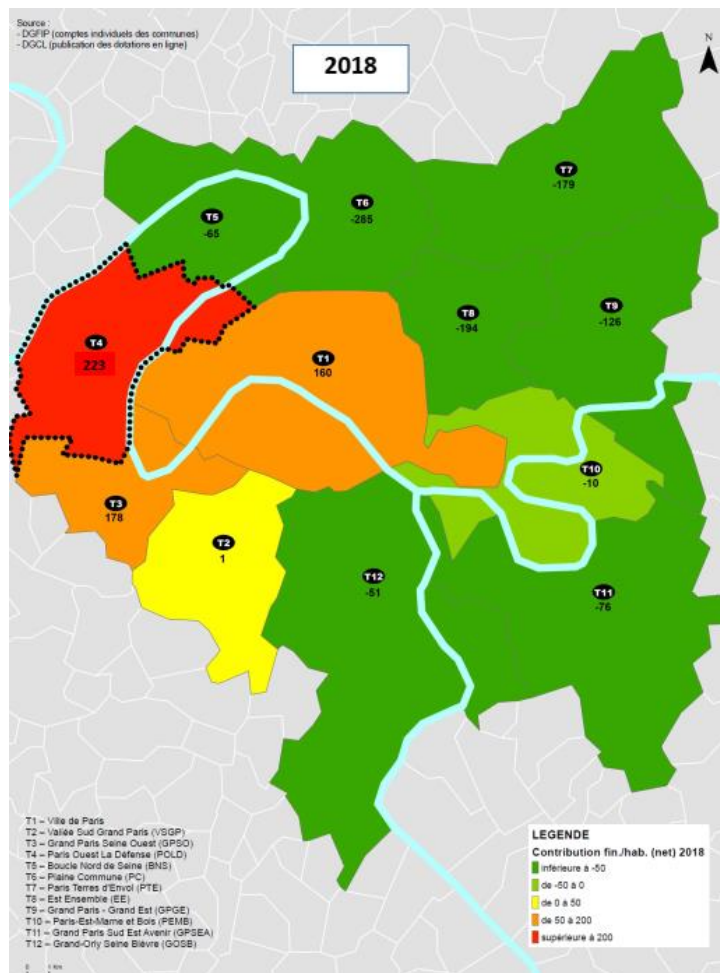 Source :
- DGFIP (comptes individuels des communes)
- DGCL (publication des dotations en ligne)
2018
N
T7
-179
T6
-285
T5
-65
T9
-126
T8
-194
T4
223
T1
160
T10
-10
T3
178
T2
1
T12
-51
T11
-76
T1 – Ville de Paris
T2 – Vallée Sud Grand Paris (VSGP)
T3 – Grand Paris Seine Ouest (GPSO)
T4 – Paris Ouest La Défense (POLD)
T5 – Boucle Nord de Seine (BNS)
T6 – Plaine Commune (PC)
T7 – Paris Terres d'Envol (PTE)
T8 – Est Ensemble (EE)
T9 – Grand Paris - Grand Est (GPGE)
T10 – Paris-Est-Marne et Bois (PEMB)
T11 – Grand Paris Sud Est Avenir (GPSEA)
T12 – Grand-Orly Seine Bièvre (GOSB)
LEGENDE
Contribution fin./hab. (net) 2018
inférieure à -50
de -50 à 0
de 0 à 50
de 50 à 200
supérieure à 200
0 1 Km